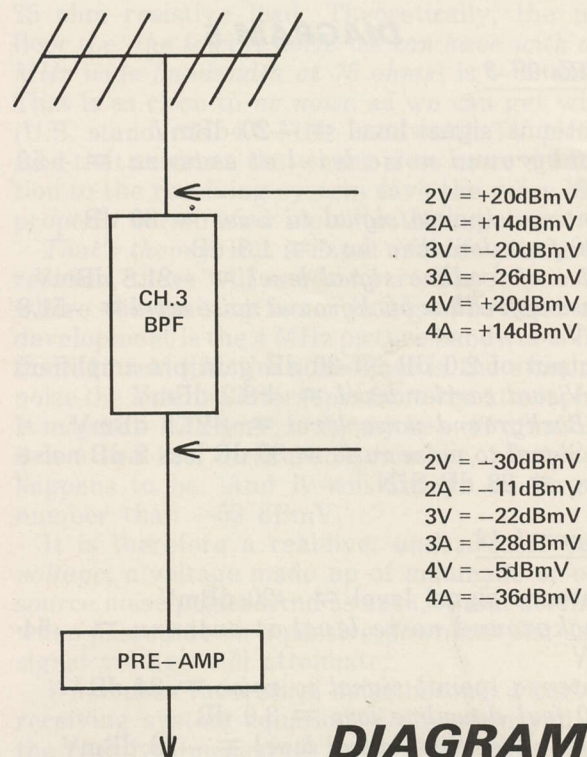 2V = +20dBmV
2A = +14dBmV
3V = −20dBmV
3A = −26dBmV
4V = +20dBmV
4A = +14dBmV
CH.3
BPF
2V = −30dBmV
2A = −11dBmV
3V = −22dBmV
3A = −28dBmV
4V = −5dBmV
4A = −36dBmV
PRE–AMP
DIAGRAM